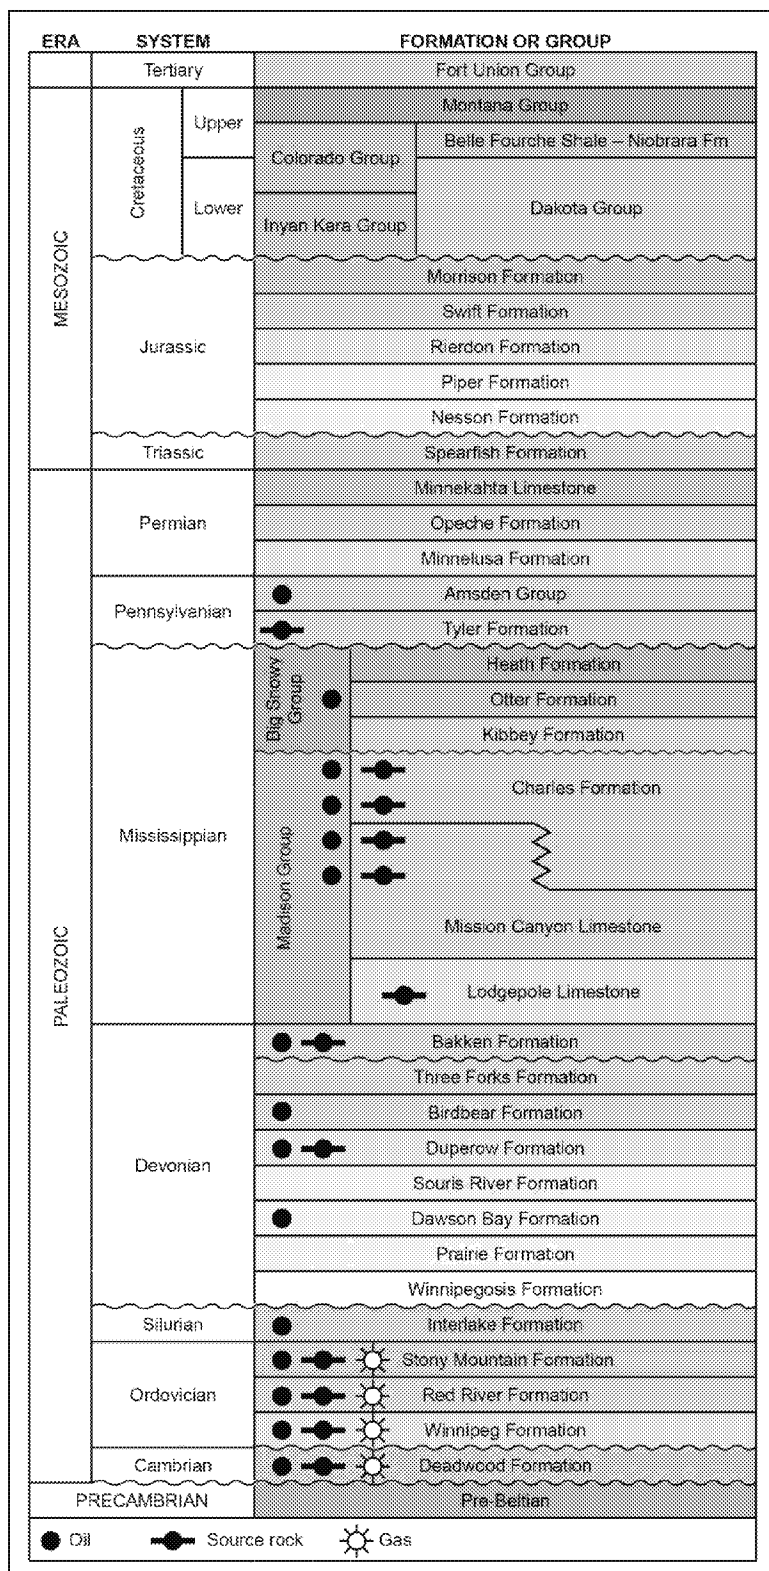 ERA SYSTEM FORMATION OR GROUP
Tertiary Fort Union Group
MESOZOIC
Cretaceous
Upper
Lower
Montana Group
Colorado Group
Belle Fourche Shale – Niobrara Fm
Inyan Kara Group
Dakota Group
Jurassic
Morrison Formation
Swift Formation
Rierdon Formation
Piper Formation
Nesson Formation
Triassic Spearfish Formation
PALEOZOIC
Permian
Minnekahta Limestone
Opeche Formation
Minnelusa Formation
Pennsylvanian
Amsden Group
Tyler Formation
Mississippian
Big Snowy
Group
Heath Formation
Otter Formation
Kibbey Formation
Madison Group
Charles Formation
Mission Canyon Limestone
Lodgepole Limestone
Devonian
Bakken Formation
Three Forks Formation
Birdbear Formation
Duperow Formation
Souris River Formation
Dawson Bay Formation
Prairie Formation
Winnipegosis Formation
Silurian Interlake Formation
Ordovician
Stony Mountain Formation
Red River Formation
Winnipeg Formation
Cambrian Deadwood Formation
PRECAMBRIAN Pre-Beltian
Oil Source rock Gas